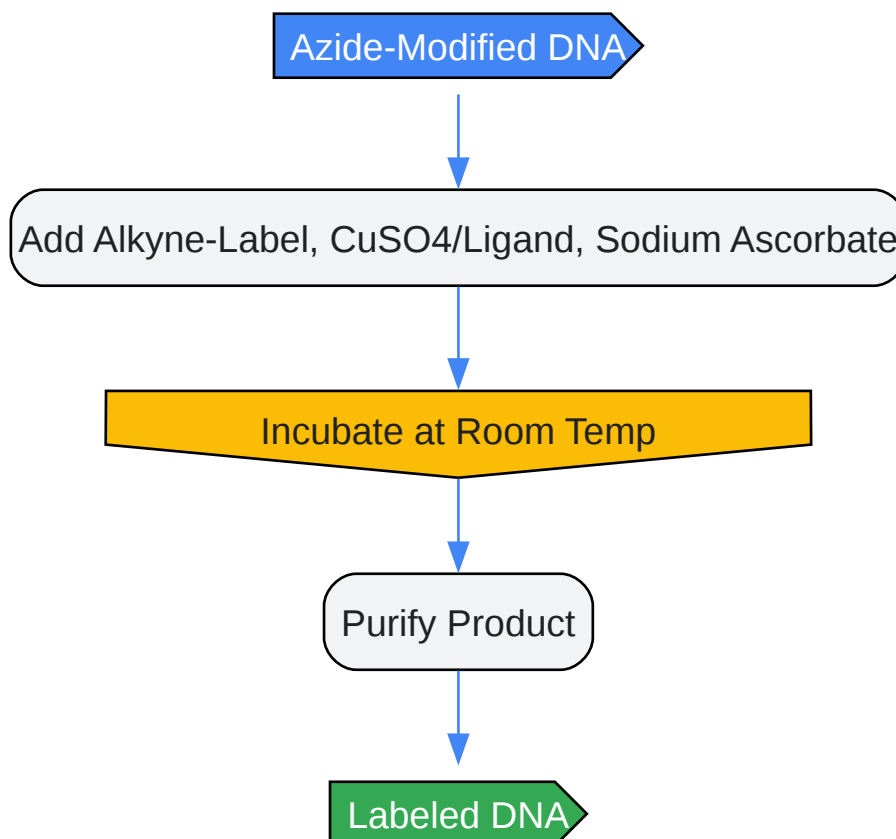 Azide-Modified DNA
Add Alkyne-Label, CuSO4/Ligand, Sodium Ascorbate
Incubate at Room Temp
Purify Product
Labeled DNA